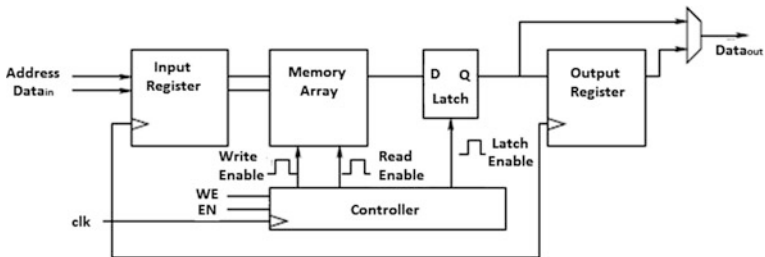 Address
Datain
Input
Register
Memory
Array
D Q
Latch
Output
Register
Dataout
Write
Enable
Read
Enable
Latch
Enable
WE
EN
clk
Controller